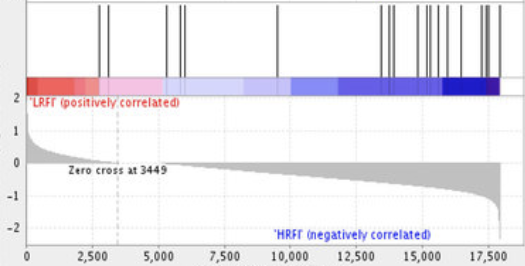 2
'LRFI' (positively correlated)
1
0
Zero cross at 3449
-1
-2
'HRFI' (negatively correlated)
0 2,500 5,000 7,500 10,000 12,500 15,000 17,500